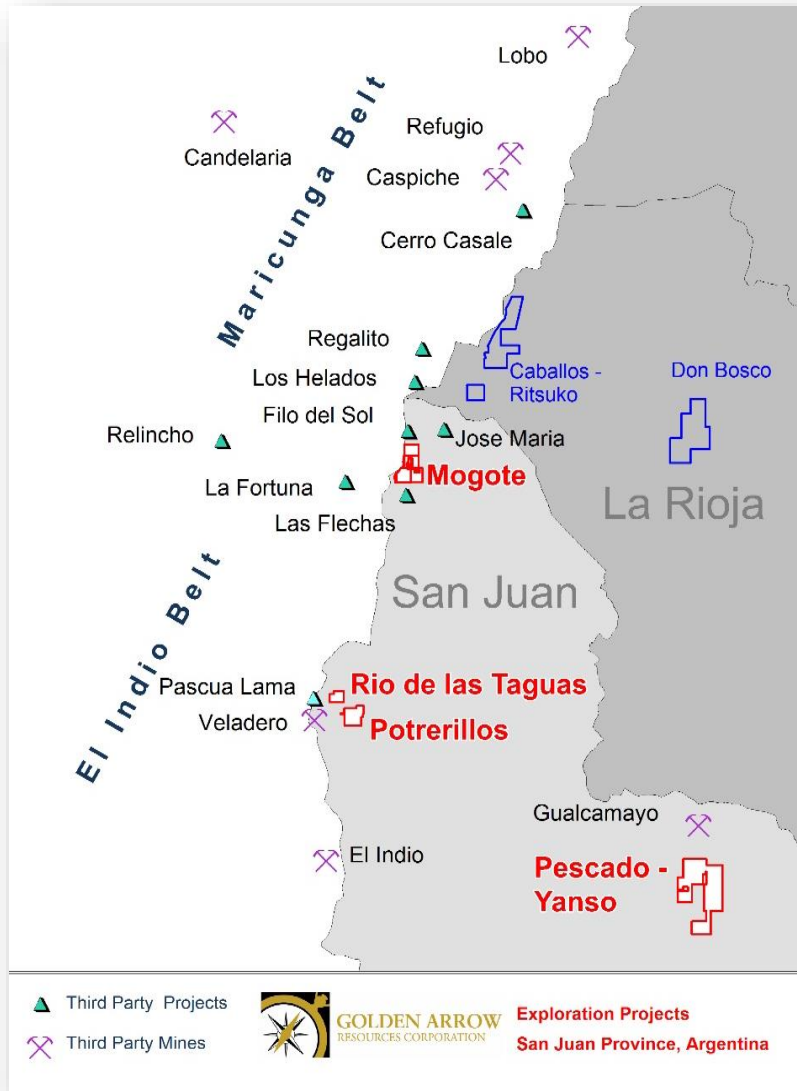 Lobo
Candelaria
Refugio
Maricunga Belt
Caspiche
Cerro Casale
Regalito
Los Helados
Caballos -
Ritsuko
Don Bosco
Filo del Sol
Relincho
Jose Maria
Mogote
La Fortuna
Las Flechas
La Rioja
San Juan
El Indio Belt
Pascua Lama
Rio de las Taguas
Veladero
Potrerillos
Gualcamayo
El Indio
Pescado -
Yanso
Third Party Projects
Third Party Mines
GOLDEN ARROW
RESOURCES CORPORATION
Exploration Projects
San Juan Province, Argentina